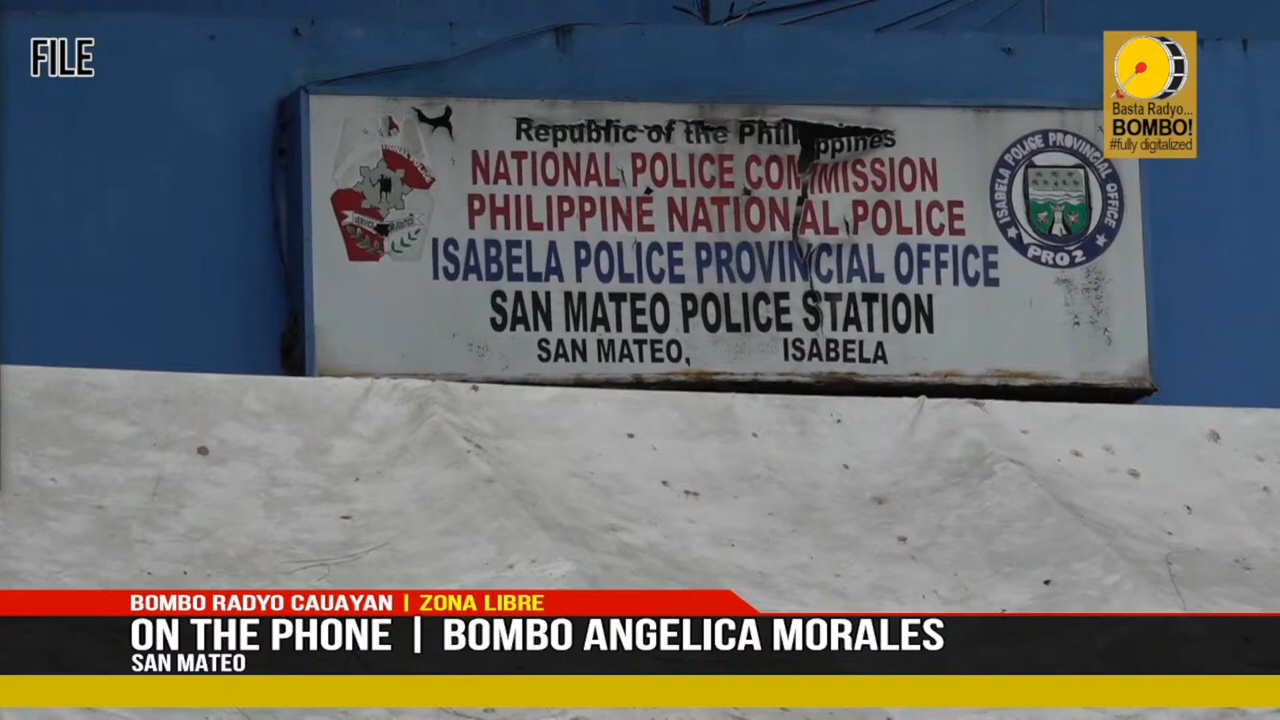 FILE
Basta Radyo...
BOMBO!
#fully digitalized
Republic of the Philippines
NATIONAL POLICE COMMISSION
PHILIPPINE NATIONAL POLICE
ISABELA POLICE PROVINCIAL OFFICE
SAN MATEO POLICE STATION
SAN MATEO, ISABELA
ISABELA POLICE PROVINCIAL OFFICE
PRO2
BOMBO RADYO CAUAYAN | ZONA LIBRE
ON THE PHONE | BOMBO ANGELICA MORALES
SAN MATEO